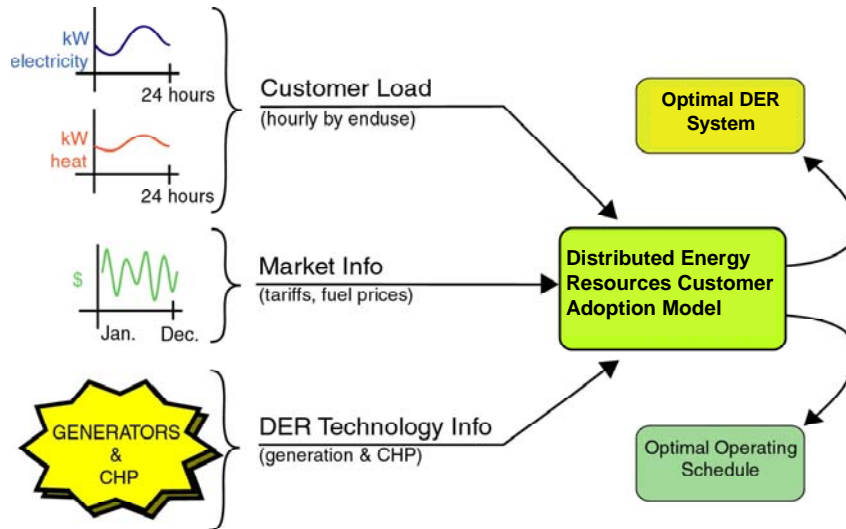 kW
electricity
24 hours
kW
heat
24 hours
Customer Load
(hourly by enduse)
$
Jan. Dec.
Market Info
(tariffs, fuel prices)
GENERATORS
&
CHP
DER Technology Info
(generation & CHP)
Distributed Energy
Resources Customer
Adoption Model
Optimal DER
System
Optimal Operating
Schedule